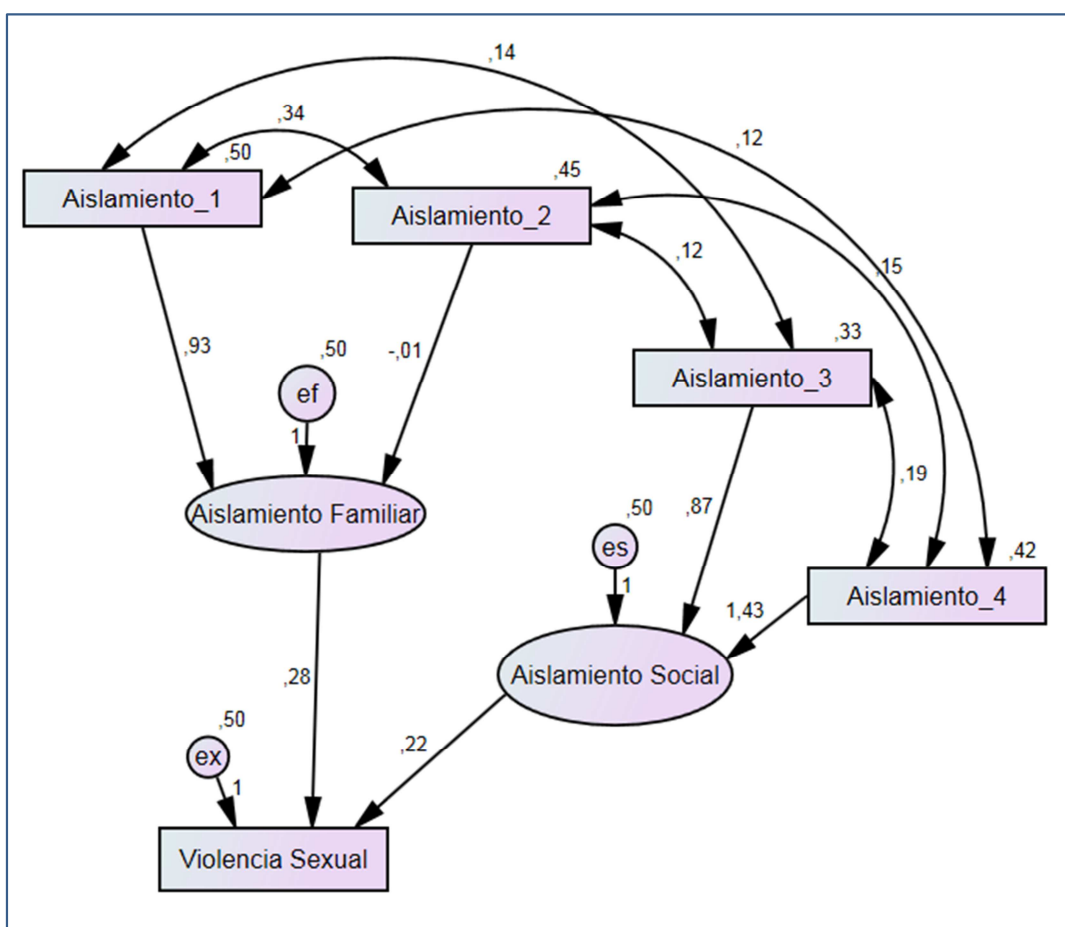 ,14
,34
,50
,12
Aislamiento_1
,45
Aislamiento_2
,12
,15
,93
,50
-,01
,33
Aislamiento_3
ef
1
,19
Aislamiento Familiar
,50
,87
es
,42
1
Aislamiento_4
1,43
,28
Aislamiento Social
,50
,22
ex
1
Violencia Sexual